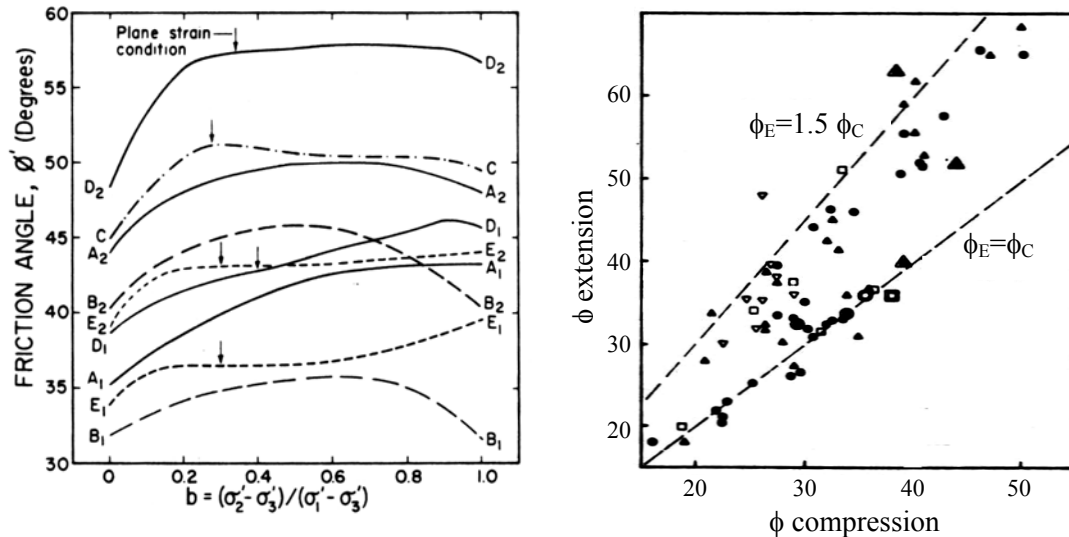 FRICTION ANGLE, Ø' (Degrees)
60
55
50
45
40
35
30
Plane strain
condition
D₂
C
A₂
B₂
E₂
D₁
A₁
E₁
B₁
D₂
C
A₂
D₁
E₂
A₁
B₂
E₁
B₁
0 0.2 0.4 0.6 0.8 1.0
b = (σ₂'-σ₃')/(σ₁'-σ₃')
ϕ extension
60
50
40
30
20
ϕE=1.5 ϕC
ϕE=ϕC
20 30 40 50
ϕ compression